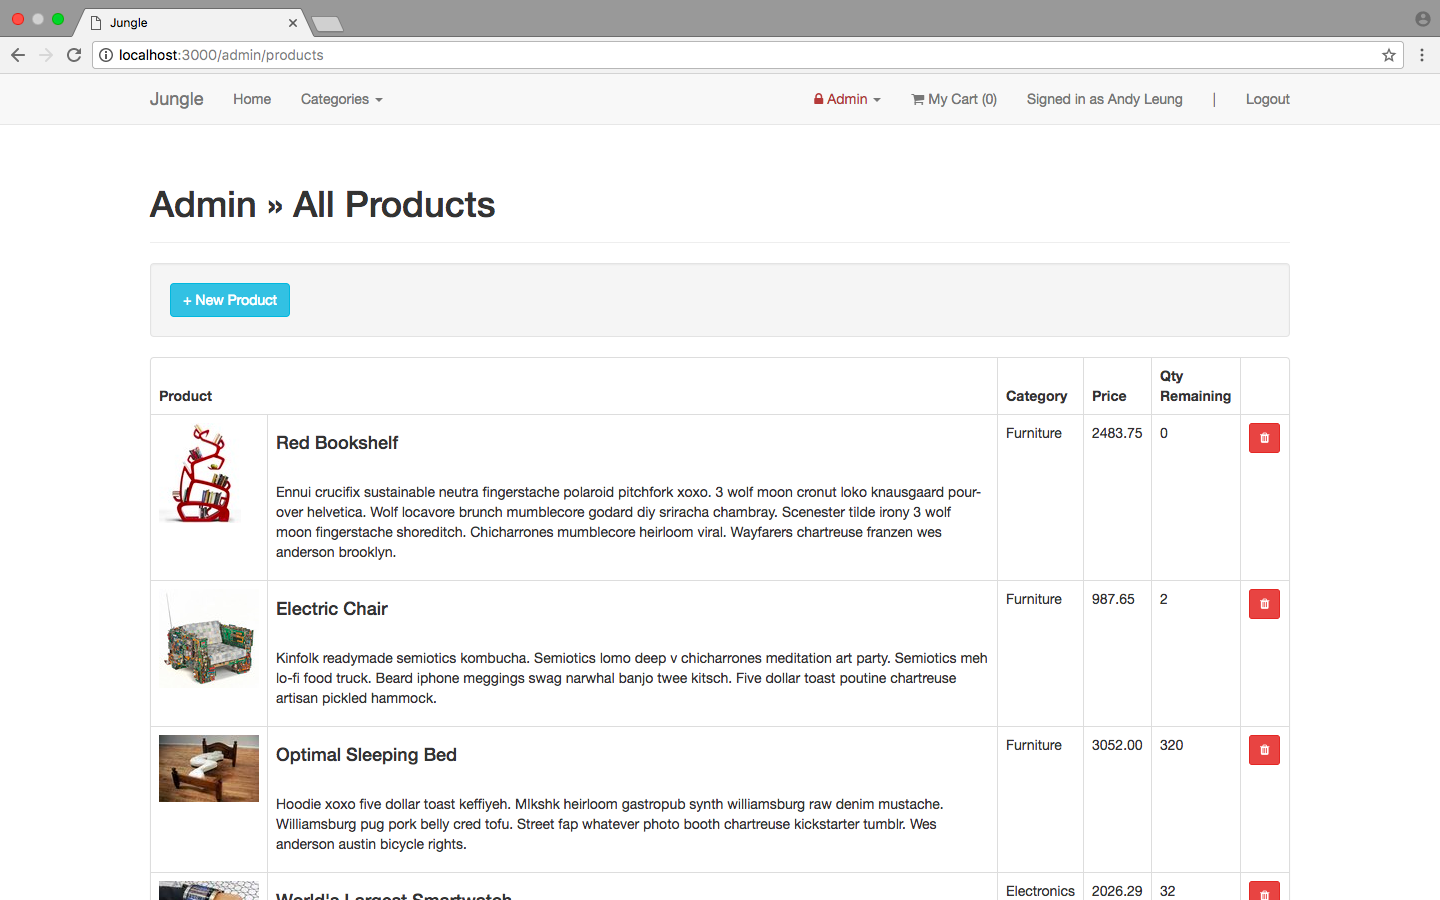 Jungle
localhost:3000/admin/products
Jungle Home Categories Admin My Cart (0) Signed in as Andy Leung | Logout
Admin » All Products
+ New Product
Product Category Price Qty Remaining
Red Bookshelf
Furniture 2483.75 0
Ennui crucifix sustainable neutra fingerstache polaroid pitchfork xoxo. 3 wolf moon cronut loko knausgaard pour-
over helvetica. Wolf locavore brunch mumblecore godard diy sriracha chambray. Scenester tilde irony 3 wolf
moon fingerstache shoreditch. Chicharrones mumblecore heirloom viral. Wayfarers chartreuse franzen wes
anderson brooklyn.
Electric Chair
Furniture 987.65 2
Kinfolk readymade semiotics kombucha. Semiotics lomo deep v chicharrones meditation art party. Semiotics meh
lo-fi food truck. Beard iphone meggings swag narwhal banjo twee kitsch. Five dollar toast poutine chartreuse
artisan pickled hammock.
Optimal Sleeping Bed
Furniture 3052.00 320
Hoodie xoxo five dollar toast keffiyeh. Mlkshk heirloom gastropub synth williamsburg raw denim mustache.
Williamsburg pug pork belly cred tofu. Street fap whatever photo booth chartreuse kickstarter tumblr. Wes
anderson austin bicycle rights.
World's Largest Smartwatch
Electronics 2026.29 32